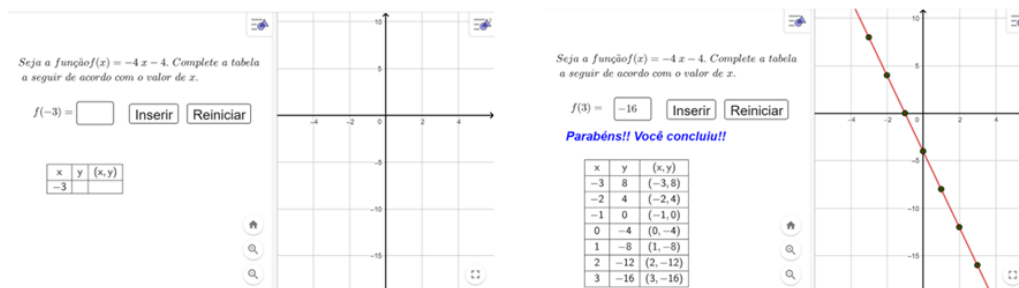 Seja a funçãof(x) = −4 x − 4. Complete a tabela
a seguir de acordo com o valor de x.
f(−3) =
Inserir
Reiniciar
x y (x, y)
−3
10
5
−4 −2 0 2 4
−5
−10
−15
Seja a funçãof(x) = −4 x − 4. Complete a tabela
a seguir de acordo com o valor de x.
f(3) = −16
Inserir
Reiniciar
Parabéns!! Você concluiu!!
x y (x, y)
−3 8 (−3, 8)
−2 4 (−2, 4)
−1 0 (−1, 0)
0 −4 (0, −4)
1 −8 (1, −8)
2 −12 (2, −12)
3 −16 (3, −16)
10
5
−4 −2 0 2 4
−5
−10
−15